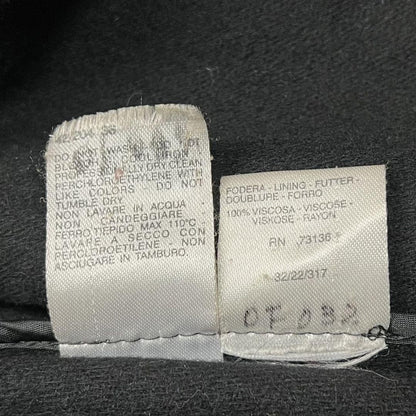 DO NOT WASH DO NOT
BLEACH COOL IRON
PROFESSIONALLY DRY CLEAN
PERCHLOROETHYLENE WITH
LIKE COLORS DO NOT
TUMBLE DRY.
NON LAVARE IN ACQUA
NON CANDEGGIARE -
FERRO TIEPIDO MAX 110°C.
LAVARE A SECCO CON
PERCLOROETILENE - NON
ASCIUGARE IN TAMBURO.
FODERA - LINING - FUTTER -
DOUBLURE - FORRO
100% VISCOSA - VISCOSE -
VISKOSE - RAYON
RN 73136
32/22/317